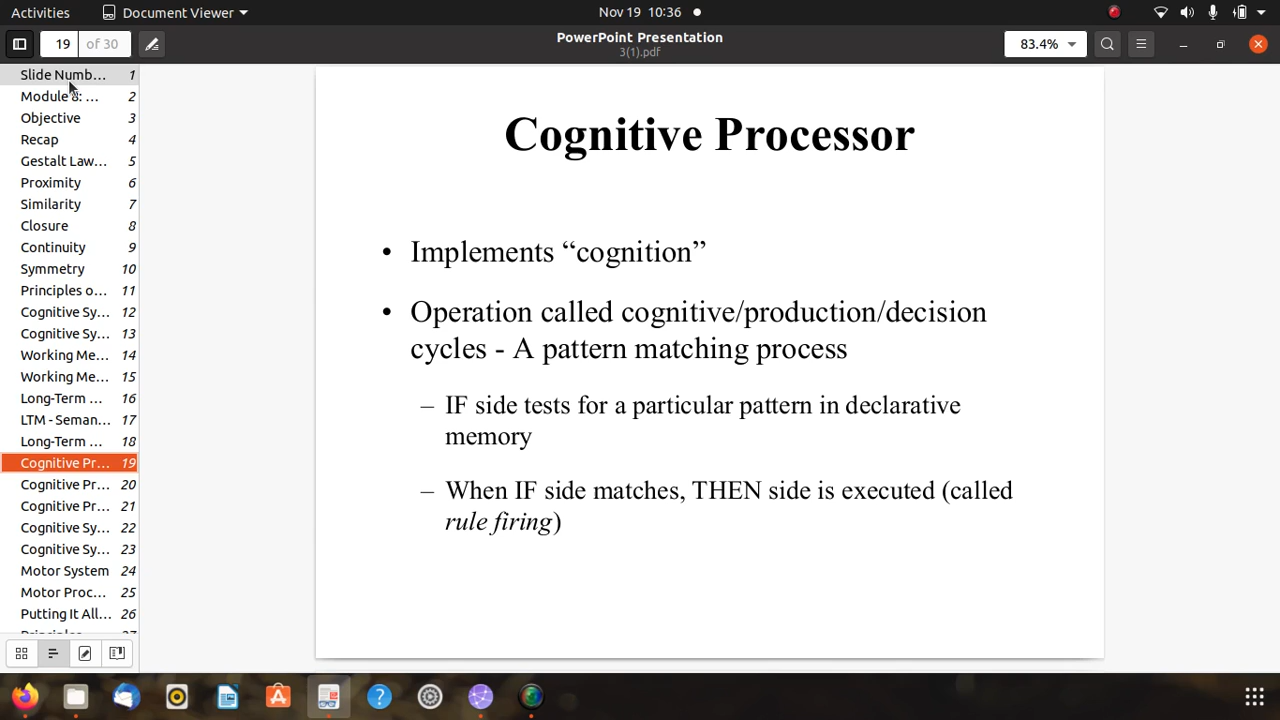 Activities
Document Viewer
Nov 19 10:36
19 of 30
PowerPoint Presentation
3(1).pdf
83.4%
Slide Numb... 1
Module 8: ... 2
Objective 3
Recap 4
Gestalt Law... 5
Proximity 6
Similarity 7
Closure 8
Continuity 9
Symmetry 10
Principles o... 11
Cognitive Sy... 12
Cognitive Sy... 13
Working Me... 14
Working Me... 15
Long-Term ... 16
LTM - Seman... 17
Long-Term ... 18
Cognitive Pr... 19
Cognitive Pr... 20
Cognitive Pr... 21
Cognitive Sy... 22
Cognitive Sy... 23
Motor System 24
Motor Proc... 25
Putting It All... 26
Cognitive Processor
• Implements “cognition”
• Operation called cognitive/production/decision
cycles - A pattern matching process
– IF side tests for a particular pattern in declarative
memory
– When IF side matches, THEN side is executed (called
rule firing)